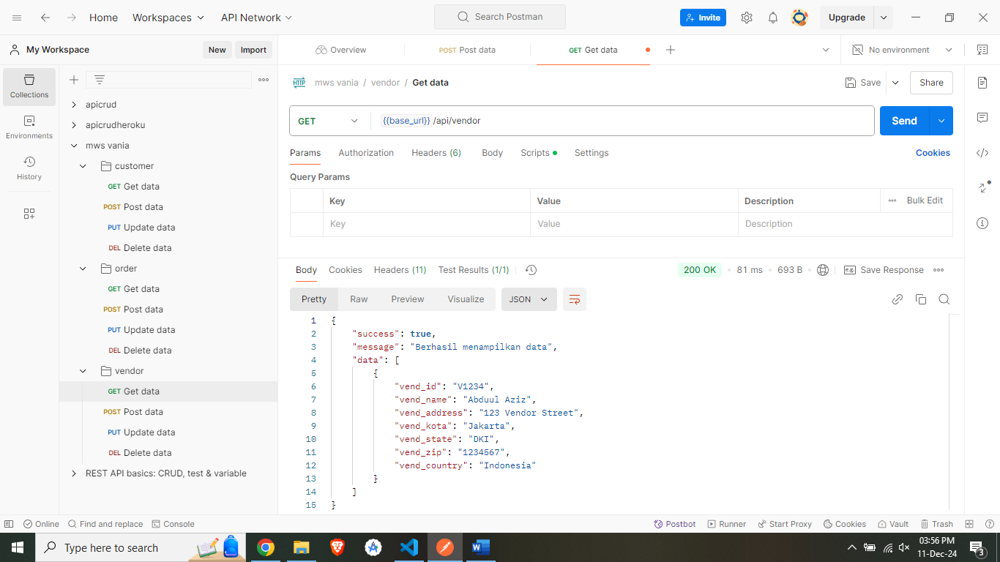 Home Workspaces API Network Search Postman Invite Upgrade
My Workspace New Import Overview POST Post data GET Get data No environment
Collections
Environments
History
apicrud
apicrudheroku
mws vania
customer
GET Get data
POST Post data
PUT Update data
DEL Delete data
order
GET Get data
POST Post data
PUT Update data
DEL Delete data
vendor
GET Get data
POST Post data
PUT Update data
DEL Delete data
REST API basics: CRUD, test & variable
HTTP mws vania / vendor / Get data Save Share
GET {{base_url}} /api/vendor Send
Params Authorization Headers (6) Body Scripts Settings Cookies
Query Params
Key Value Description Bulk Edit
Key Value Description
Body Cookies Headers (11) Test Results (1/1) 200 OK 81 ms 693 B e.g. Save Response
Pretty Raw Preview Visualize JSON
1 {
2 "success": true,
3 "message": "Berhasil menampilkan data",
4 "data": [
5 {
6 "vend_id": "V1234",
7 "vend_name": "Abduul Aziz",
8 "vend_address": "123 Vendor Street",
9 "vend_kota": "Jakarta",
10 "vend_state": "DKI",
11 "vend_zip": "1234567",
12 "vend_country": "Indonesia"
13 }
14 ]
15 }
Online Find and replace Console Postbot Runner Start Proxy Cookies Vault Trash
Type here to search
03:56 PM
11-Dec-24
3